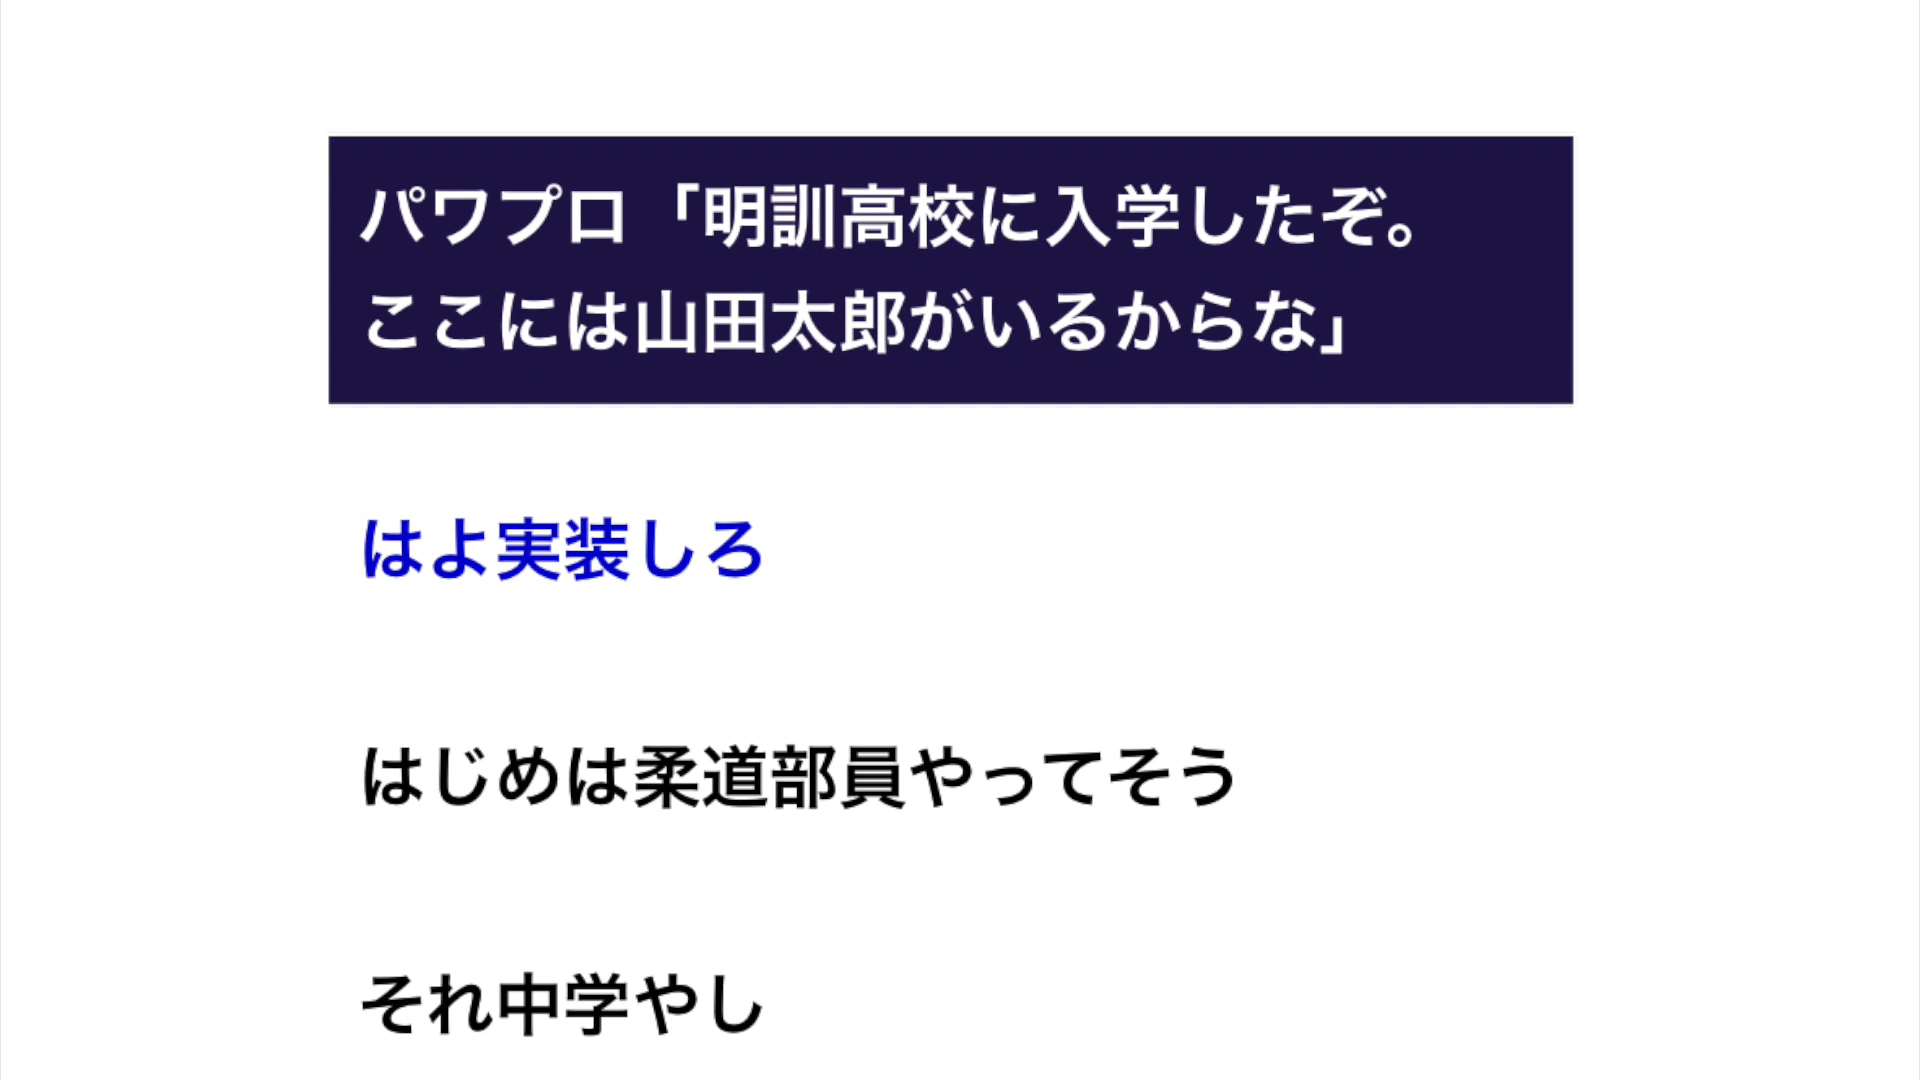 パワプロ「明訓高校に入学したぞ。
ここには山田太郎がいるからな」
はよ実装しろ
はじめは柔道部員やってそう
それ中学やし